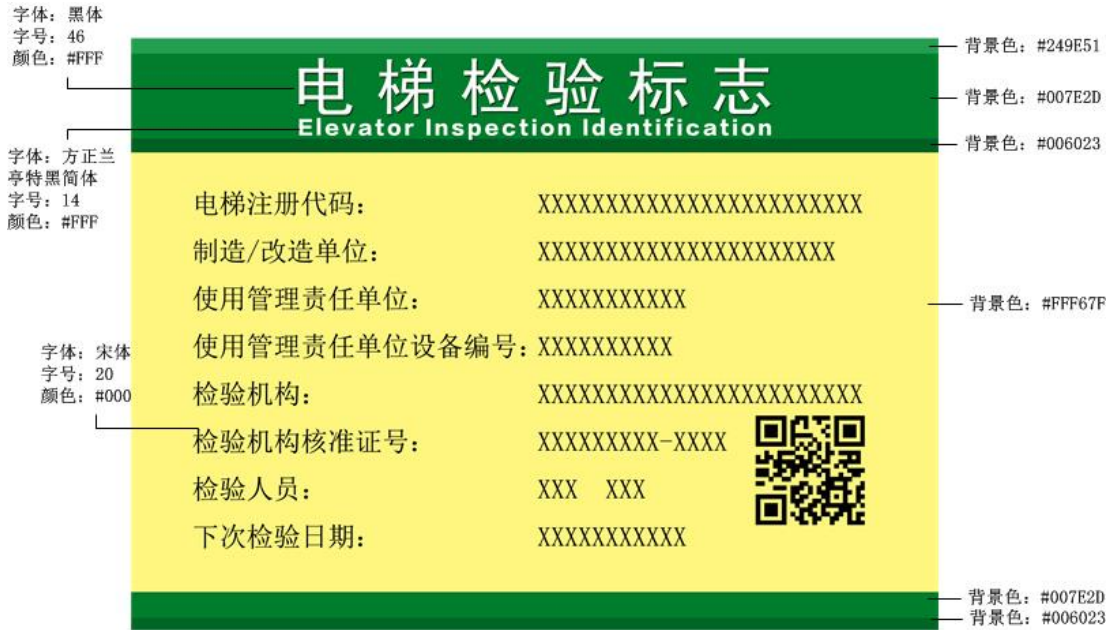 字体：黑体
字号：46
颜色：#FFF
背景色：#249E51
电梯检验标志
背景色：#007E2D
Elevator Inspection Identification
背景色：#006023
字体：方正兰
亭特黑简体
字号：14
颜色：#FFF
电梯注册代码： XXXXXXXXXXXXXXXXXXXXXXXX
制造/改造单位： XXXXXXXXXXXXXXXXXXXXXX
使用管理责任单位： XXXXXXXXXXX
背景色：#FFF67F
使用管理责任单位设备编号：XXXXXXXXXX
字体：宋体
字号：20
颜色：#000
检验机构： XXXXXXXXXXXXXXXXXXXXXXXX
检验机构核准证号： XXXXXXXXX-XXXX
检验人员： XXX XXX
下次检验日期： XXXXXXXXXXX
背景色：#007E2D
背景色：#006023